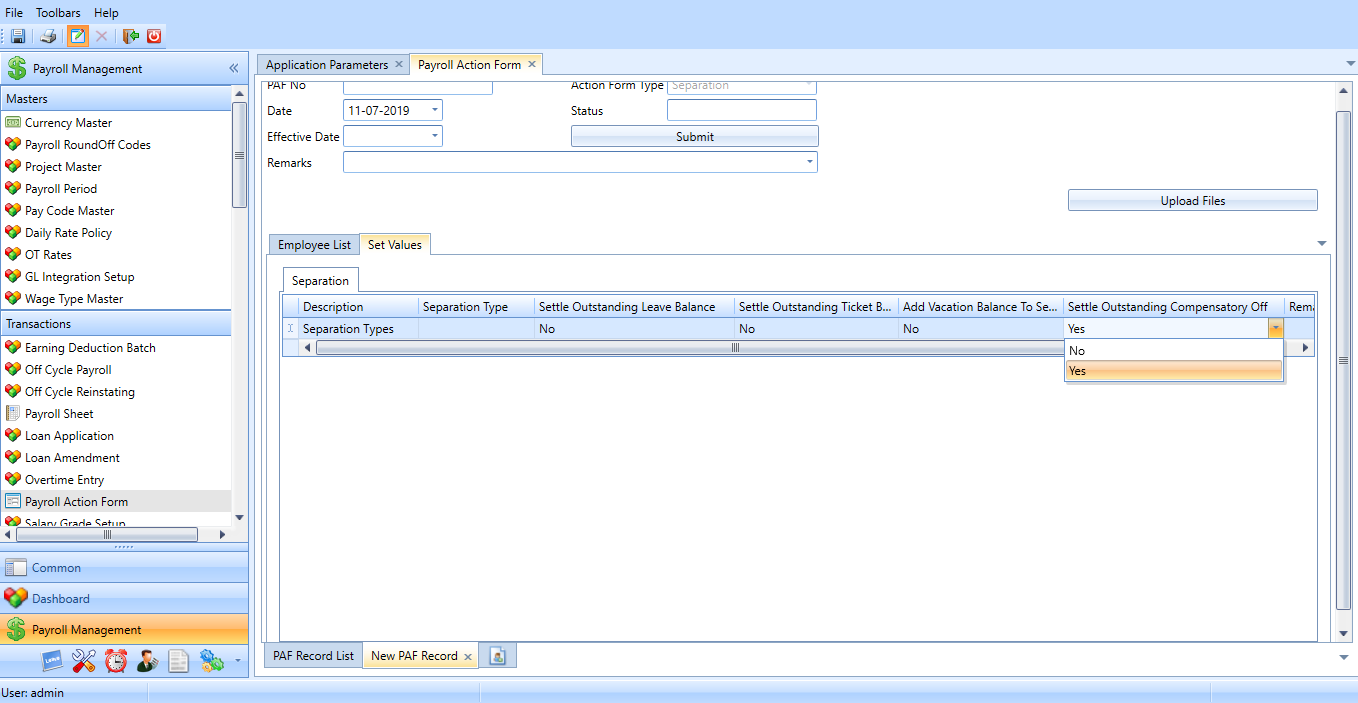 File Toolbars Help
Payroll Management
Masters
Currency Master
Payroll RoundOff Codes
Project Master
Payroll Period
Pay Code Master
Daily Rate Policy
OT Rates
GL Integration Setup
Wage Type Master
Transactions
Earning Deduction Batch
Off Cycle Payroll
Off Cycle Reinstating
Payroll Sheet
Loan Application
Loan Amendment
Overtime Entry
Payroll Action Form
Salary Grade Setup
Common
Dashboard
Payroll Management
Application Parameters Payroll Action Form
PAF No Action Form Type Separation
Date 11-07-2019 Status
Effective Date Submit
Remarks
Upload Files
Employee List Set Values
Separation
Description Separation Type Settle Outstanding Leave Balance Settle Outstanding Ticket B... Add Vacation Balance To Se... Settle Outstanding Compensatory Off Rema
Separation Types No No No Yes
No
Yes
PAF Record List New PAF Record
User: admin